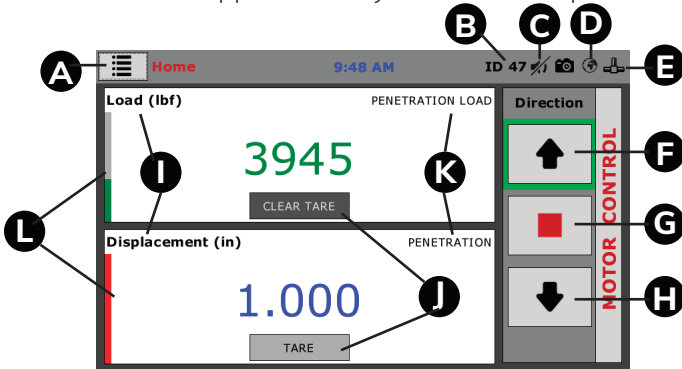 B C D
A Home 9:48 AM ID 47 E
Load (lbf) PENETRATION LOAD Direction
I 3945 K F
CLEAR TARE
L G
Displacement (in) PENETRATION
MOTOR CONTROL
1.000 J H
TARE